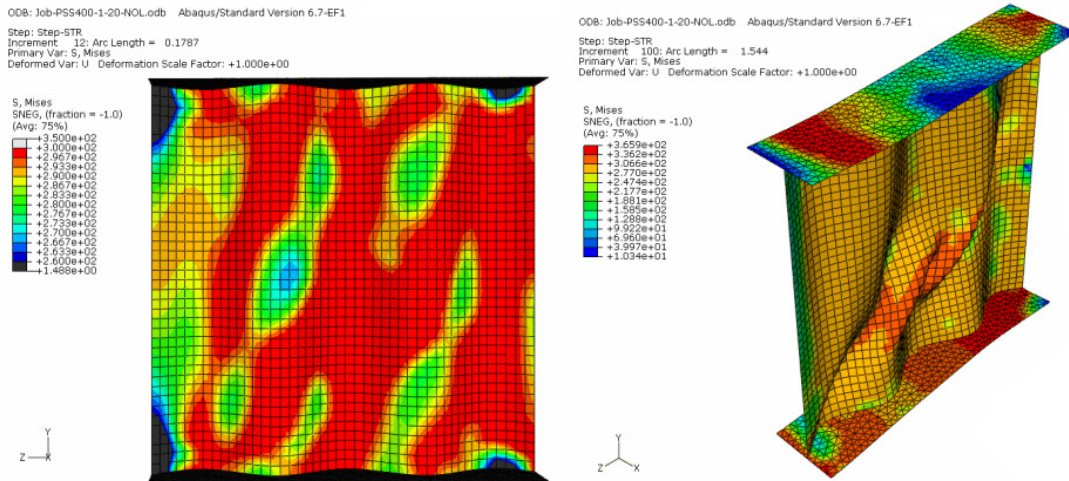 ODB: Job-PSS400-1-20-NOL.odb Abaqus/Standard Version 6.7-EF1
Step: Step-STR
Increment 12: Arc Length = 0.1787
Primary Var: S, Mises
Deformed Var: U Deformation Scale Factor: +1.000e+00
S, Mises
SNEG, (fraction = -1.0)
(Avg: 75%)
+3.500e+02
+3.000e+02
+2.967e+02
+2.933e+02
+2.900e+02
+2.867e+02
+2.833e+02
+2.800e+02
+2.767e+02
+2.733e+02
+2.700e+02
+2.667e+02
+2.633e+02
+2.600e+02
+1.488e+00
Y
Z
X
ODB: Job-PSS400-1-20-NOL.odb Abaqus/Standard Version 6.7-EF1
Step: Step-STR
Increment 100: Arc Length = 1.544
Primary Var: S, Mises
Deformed Var: U Deformation Scale Factor: +1.000e+00
S, Mises
SNEG, (fraction = -1.0)
(Avg: 75%)
+3.659e+02
+3.362e+02
+3.066e+02
+2.770e+02
+2.474e+02
+2.177e+02
+1.881e+02
+1.585e+02
+1.288e+02
+9.922e+01
+6.960e+01
+3.997e+01
+1.034e+01
Y
Z
X